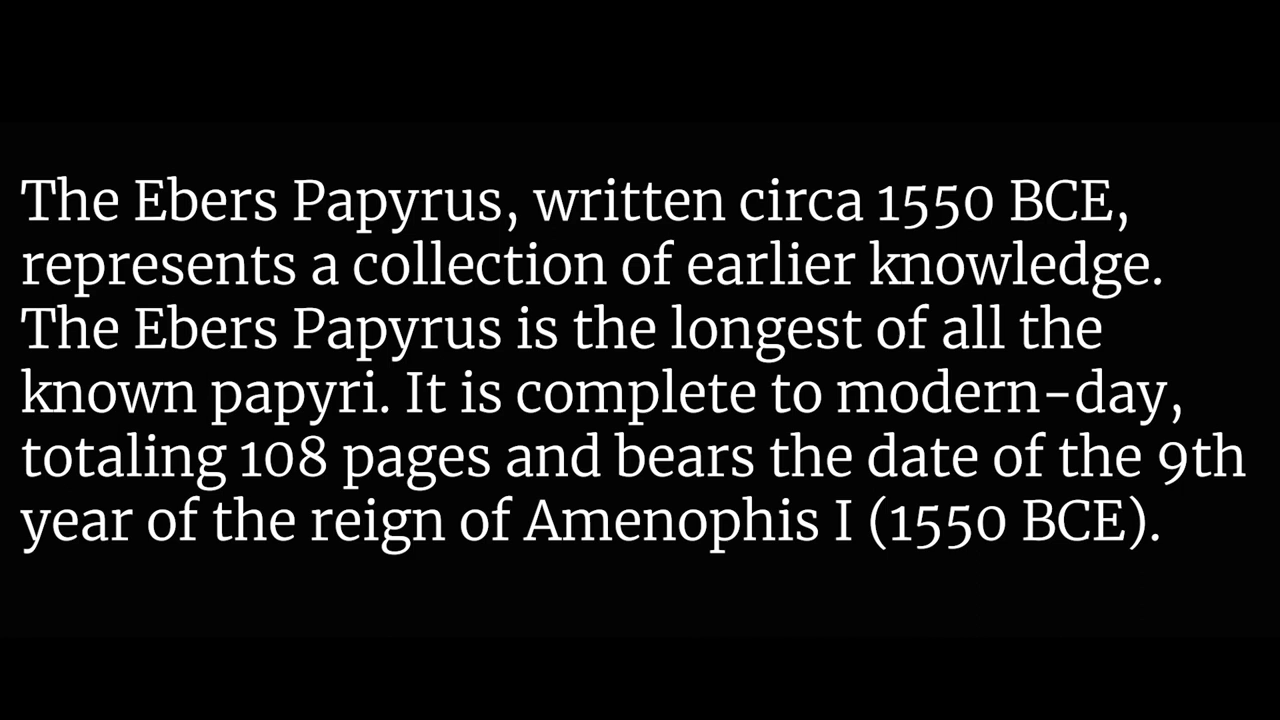 The Ebers Papyrus, written circa 1550 BCE,
represents a collection of earlier knowledge.
The Ebers Papyrus is the longest of all the
known papyri. It is complete to modern-day,
totaling 108 pages and bears the date of the 9th
year of the reign of Amenophis I (1550 BCE).